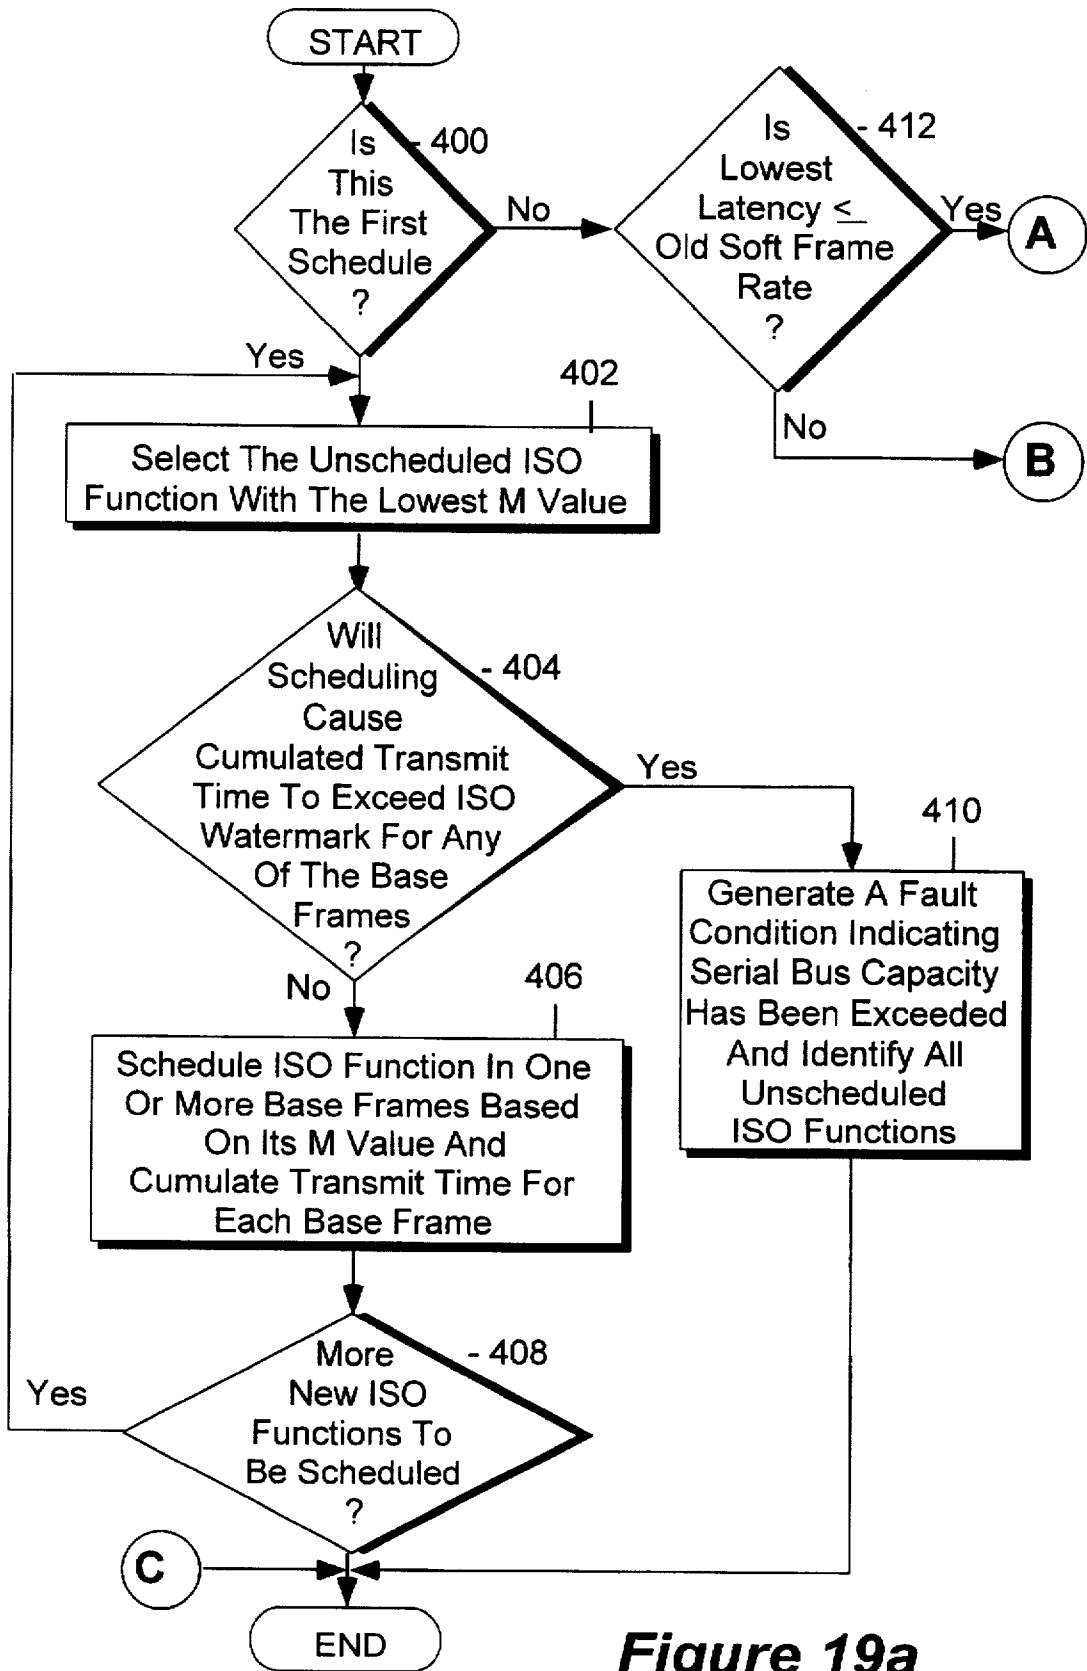 START
Is
This
The First
Schedule
?
- 400
No
Is
Lowest
Latency <
Old Soft Frame
Rate
?
- 412
Yes
A
No
B
Yes
402
Select The Unscheduled ISO
Function With The Lowest M Value
Will
Scheduling
Cause
Cumulated Transmit
Time To Exceed ISO
Watermark For Any
Of The Base
Frames
?
- 404
Yes
410
Generate A Fault
Condition Indicating
Serial Bus Capacity
Has Been Exceeded
And Identify All
Unscheduled
ISO Functions
No
406
Schedule ISO Function In One
Or More Base Frames Based
On Its M Value And
Cumulate Transmit Time For
Each Base Frame
More
New ISO
Functions To
Be Scheduled
?
- 408
Yes
C
END
Figure 19a